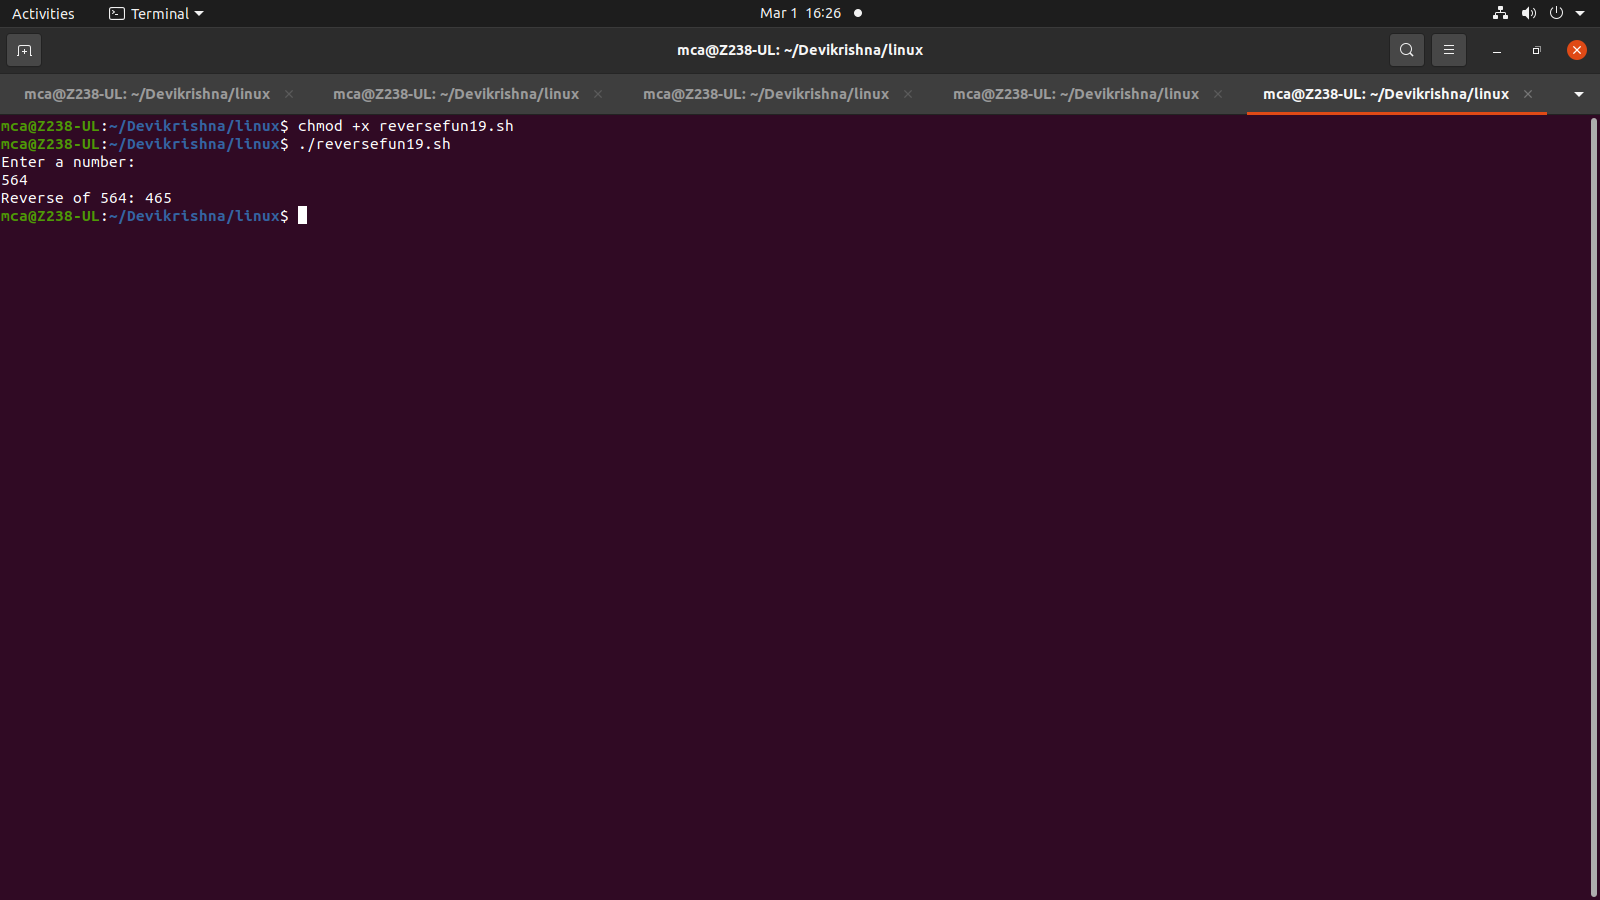 Activities Terminal Mar 1 16:26
mca@Z238-UL: ~/Devikrishna/linux
mca@Z238-UL: ~/Devikrishna/linux mca@Z238-UL: ~/Devikrishna/linux mca@Z238-UL: ~/Devikrishna/linux mca@Z238-UL: ~/Devikrishna/linux mca@Z238-UL: ~/Devikrishna/linux
mca@Z238-UL:~/Devikrishna/linux$ chmod +x reversefun19.sh
mca@Z238-UL:~/Devikrishna/linux$ ./reversefun19.sh
Enter a number:
564
Reverse of 564: 465
mca@Z238-UL:~/Devikrishna/linux$